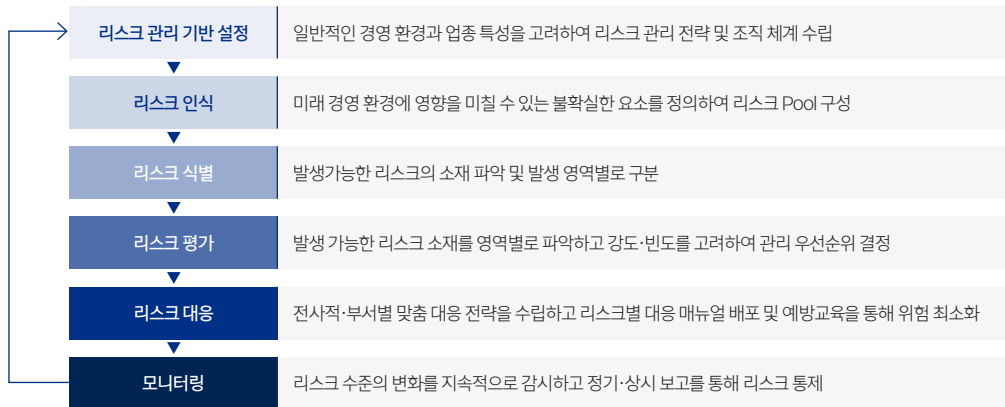 리스크 관리 기반 설정
일반적인 경영 환경과 업종 특성을 고려하여 리스크 관리 전략 및 조직 체계 수립
리스크 인식
미래 경영 환경에 영향을 미칠 수 있는 불확실한 요소를 정의하여 리스크 Pool 구성
리스크 식별
발생가능한 리스크의 소재 파악 및 발생 영역별로 구분
리스크 평가
발생 가능한 리스크 소재를 영역별로 파악하고 강도·빈도를 고려하여 관리 우선순위 결정
리스크 대응
전사적·부서별 맞춤 대응 전략을 수립하고 리스크별 대응 매뉴얼 배포 및 예방교육을 통해 위험 최소화
모니터링
리스크 수준의 변화를 지속적으로 감시하고 정기·상시 보고를 통해 리스크 통제